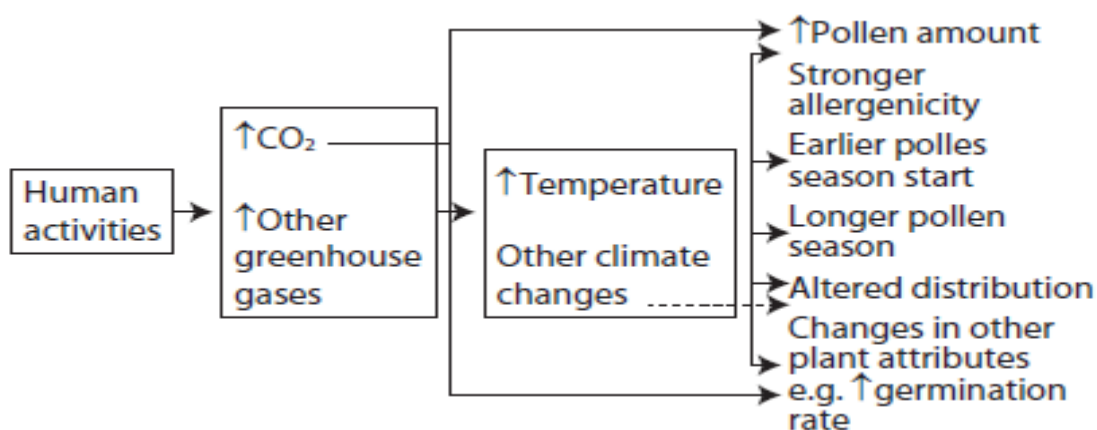 Human
activities
↑CO₂
↑Other
greenhouse
gases
↑Temperature
Other climate
changes
↑Pollen amount
Stronger
allergenicity
Earlier polles
season start
Longer pollen
season
Altered distribution
Changes in other
plant attributes
e.g. ↑germination
rate